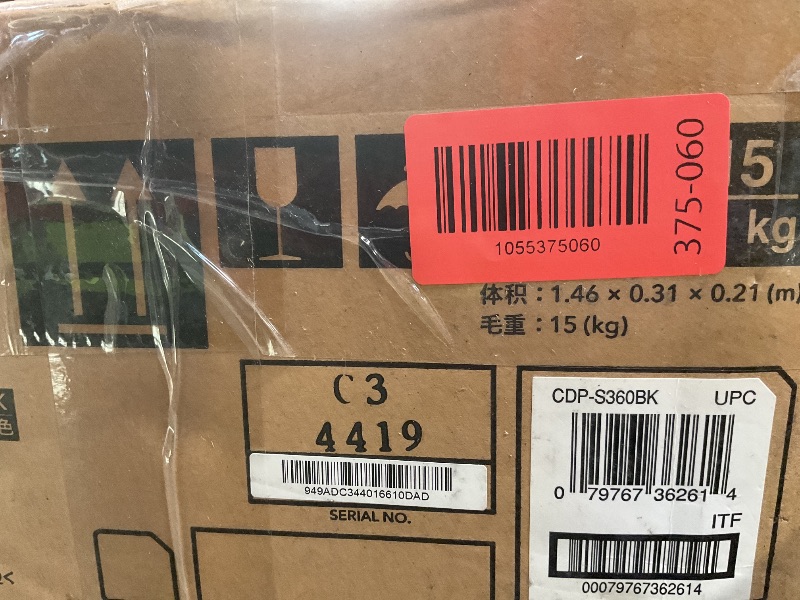 1055375060
375-060
5
kg
体积：1.46 × 0.31 × 0.21 (m)
毛重：15 (kg)
C3
4419
949ADC344016610DAD
SERIAL NO.
色
CDP-S360BK UPC
0 79767 36261 4
ITF
00079767362614